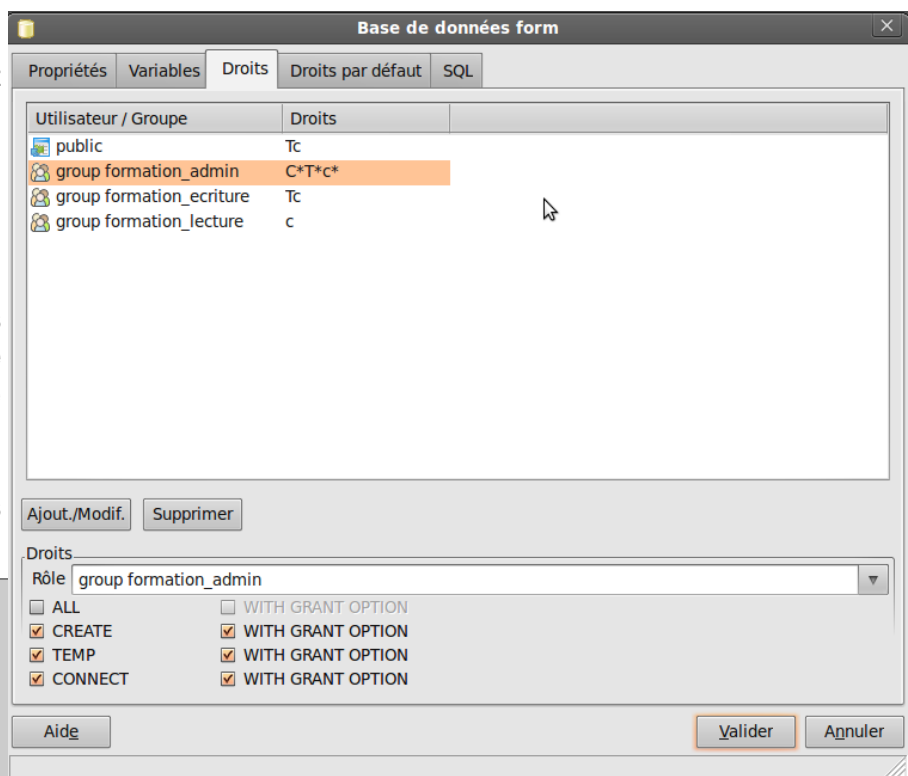 Base de données form
Propriétés Variables Droits Droits par défaut SQL
Utilisateur / Groupe Droits
public Tc
group formation_admin C*T*c*
group formation_ecriture Tc
group formation_lecture c
Ajout./Modif. Supprimer
Droits
Rôle group formation_admin
ALL WITH GRANT OPTION
CREATE WITH GRANT OPTION
TEMP WITH GRANT OPTION
CONNECT WITH GRANT OPTION
Aide Valider Annuler